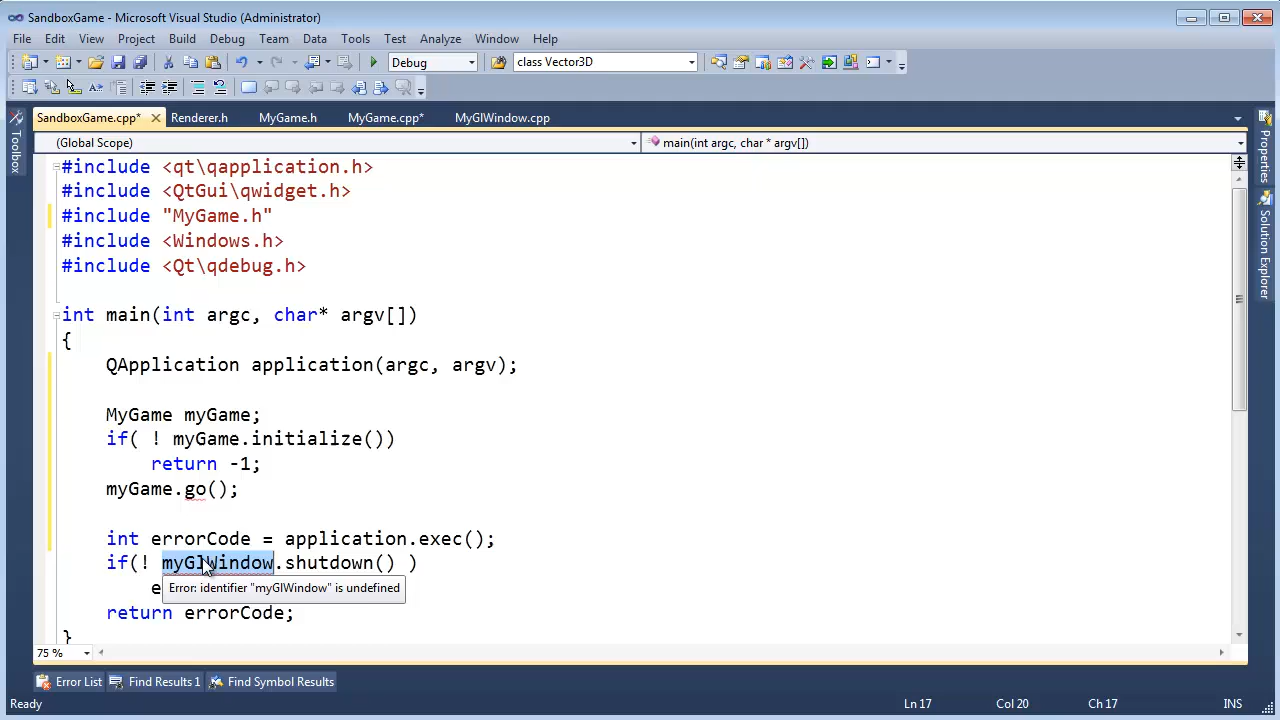 SandboxGame - Microsoft Visual Studio (Administrator)
File Edit View Project Build Debug Team Data Tools Test Analyze Window Help
Debug class Vector3D
SandboxGame.cpp* Renderer.h MyGame.h MyGame.cpp* MyGlWindow.cpp
(Global Scope) main(int argc, char * argv[])
Toolbox
Properties
Solution Explorer
#include <qt\qapplication.h>
#include <QtGui\qwidget.h>
#include "MyGame.h"
#include <Windows.h>
#include <Qt\qdebug.h>
int main(int argc, char* argv[])
{
QApplication application(argc, argv);
MyGame myGame;
if( ! myGame.initialize())
return -1;
myGame.go();
int errorCode = application.exec();
if(! myGlWindow.shutdown() )
e
Error: identifier "myGlWindow" is undefined
return errorCode;
}
75 %
Error List Find Results 1 Find Symbol Results
Ready Ln 17 Col 20 Ch 17 INS